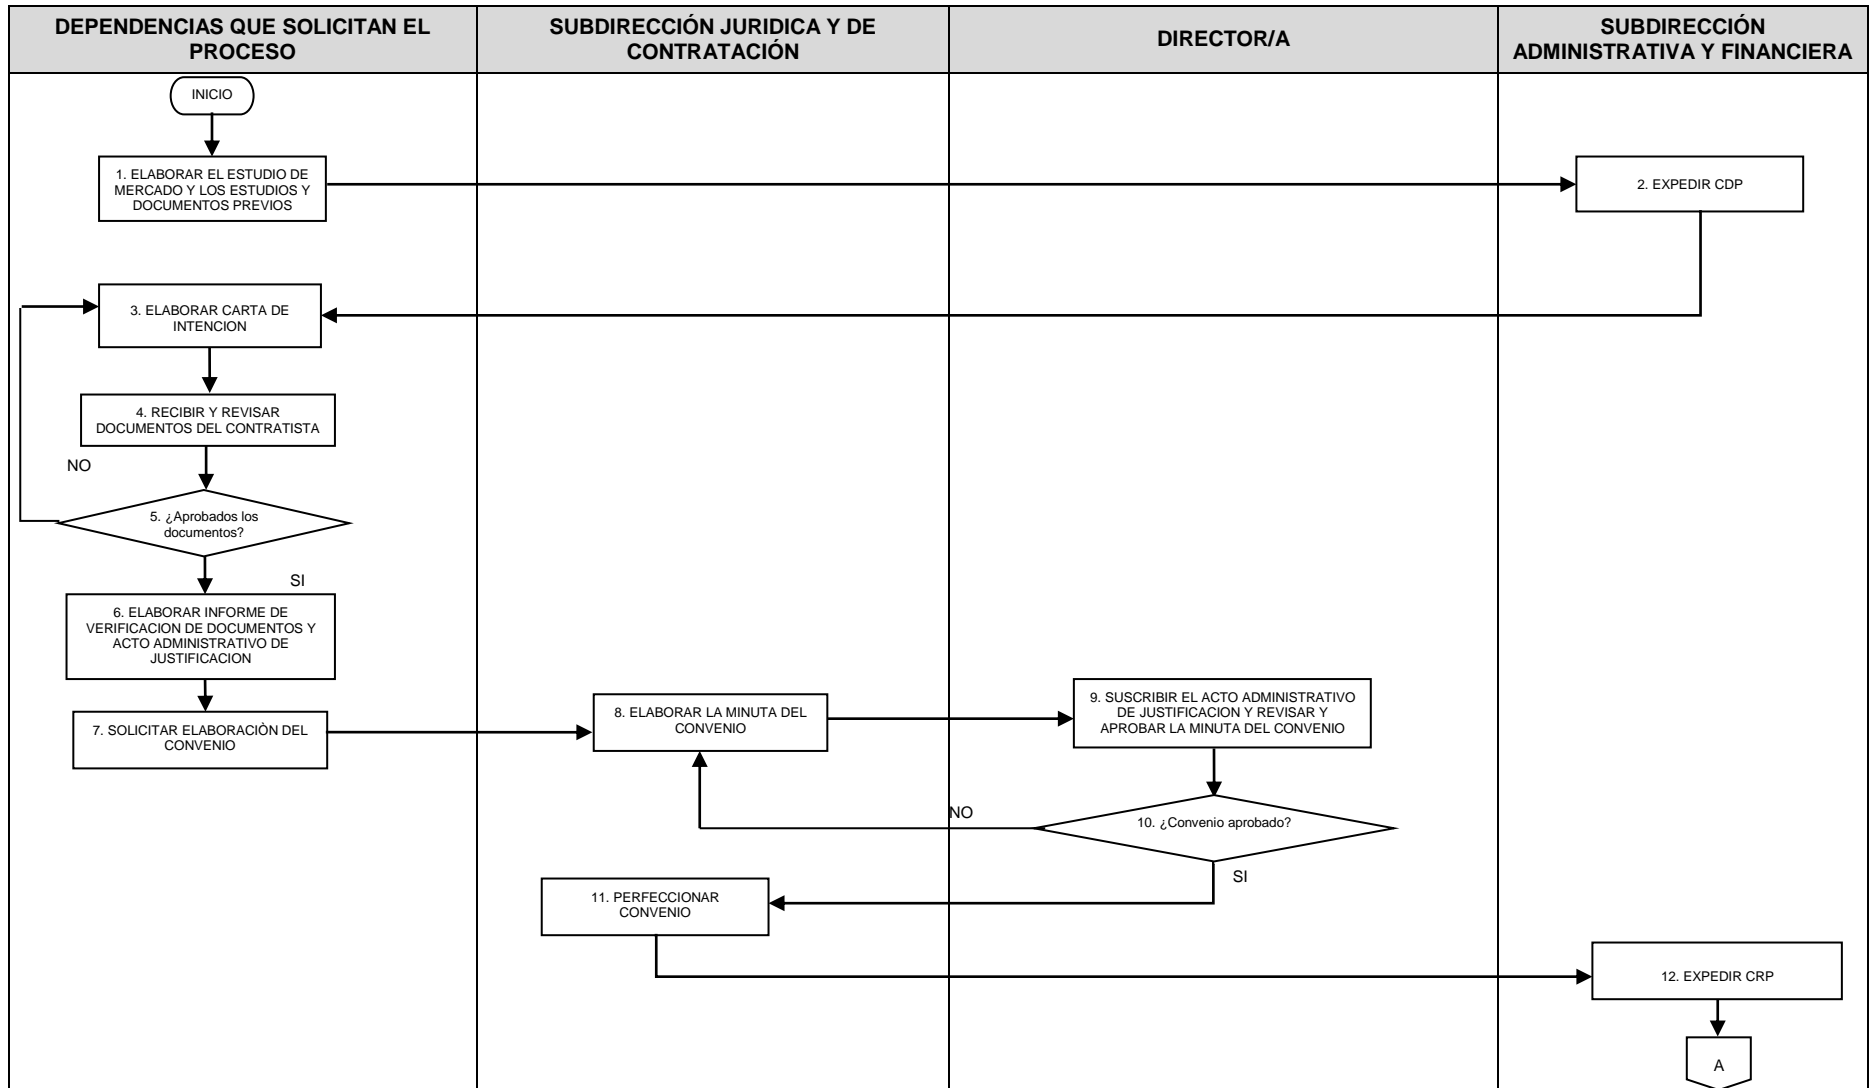 DEPENDENCIAS QUE SOLICITAN EL
PROCESO
SUBDIRECCIÓN JURIDICA Y DE
CONTRATACIÓN
DIRECTOR/A
SUBDIRECCIÓN
ADMINISTRATIVA Y FINANCIERA
INICIO
1. ELABORAR EL ESTUDIO DE
MERCADO Y LOS ESTUDIOS Y
DOCUMENTOS PREVIOS
2. EXPEDIR CDP
3. ELABORAR CARTA DE
INTENCION
4. RECIBIR Y REVISAR
DOCUMENTOS DEL CONTRATISTA
NO
5. ¿Aprobados los
documentos?
SI
6. ELABORAR INFORME DE
VERIFICACION DE DOCUMENTOS Y
ACTO ADMINISTRATIVO DE
JUSTIFICACION
7. SOLICITAR ELABORACIÒN DEL
CONVENIO
8. ELABORAR LA MINUTA DEL
CONVENIO
9. SUSCRIBIR EL ACTO ADMINISTRATIVO
DE JUSTIFICACION Y REVISAR Y
APROBAR LA MINUTA DEL CONVENIO
NO
10. ¿Convenio aprobado?
SI
11. PERFECCIONAR
CONVENIO
12. EXPEDIR CRP
A